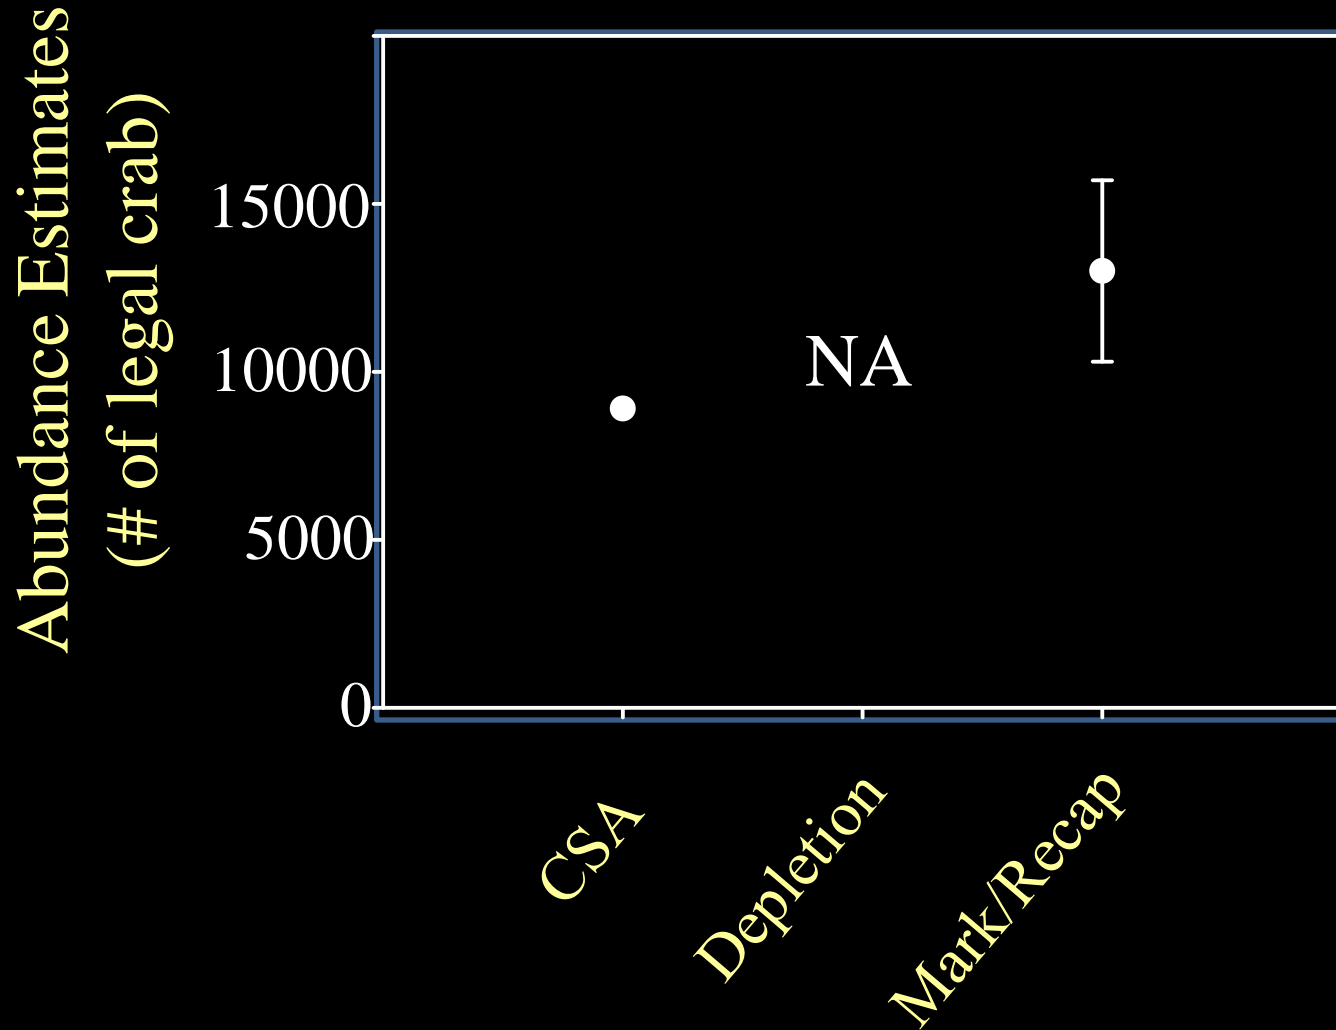 Abundance Estimates
(# of legal crab)
15000
10000
5000
0
NA
CSA
Depletion
Mark/Recap